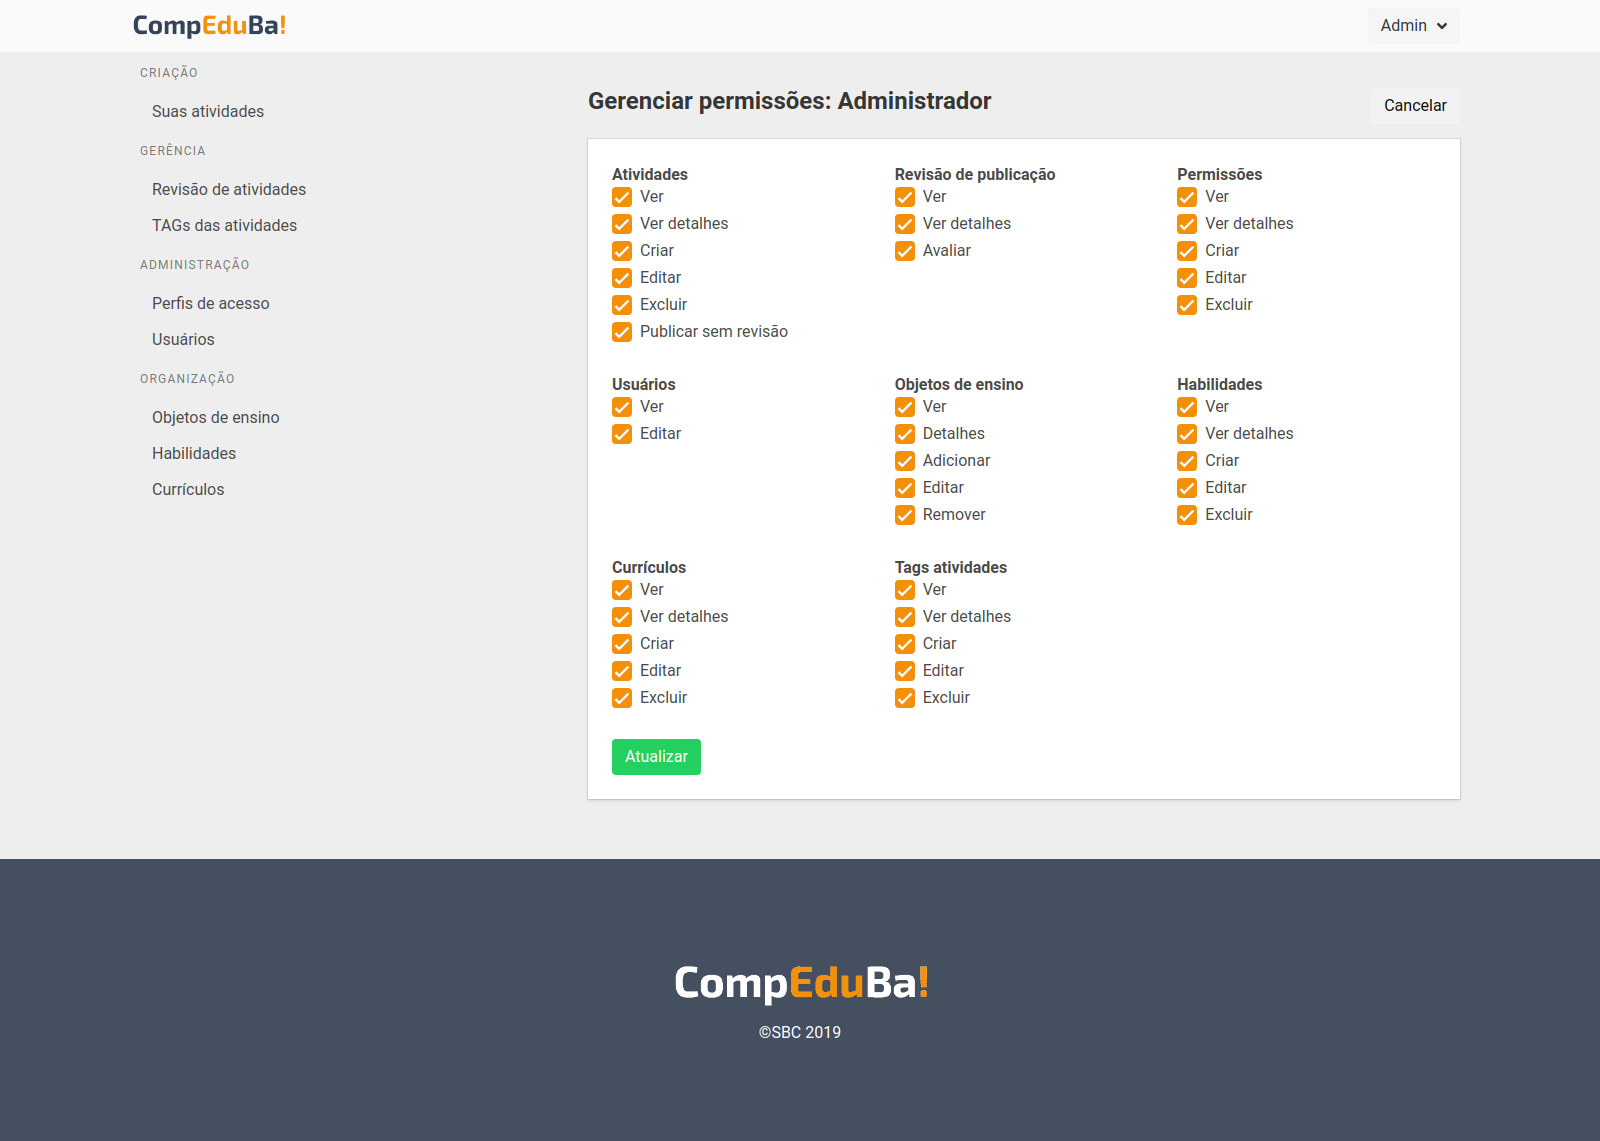 CompEduBa!
Admin
CRIAÇÃO
Suas atividades
GERÊNCIA
Revisão de atividades
TAGs das atividades
ADMINISTRAÇÃO
Perfis de acesso
Usuários
ORGANIZAÇÃO
Objetos de ensino
Habilidades
Currículos
Gerenciar permissões: Administrador
Cancelar
Atividades
Ver
Ver detalhes
Criar
Editar
Excluir
Publicar sem revisão
Revisão de publicação
Ver
Ver detalhes
Avaliar
Permissões
Ver
Ver detalhes
Criar
Editar
Excluir
Usuários
Ver
Editar
Objetos de ensino
Ver
Detalhes
Adicionar
Editar
Remover
Habilidades
Ver
Ver detalhes
Criar
Editar
Excluir
Currículos
Ver
Ver detalhes
Criar
Editar
Excluir
Tags atividades
Ver
Ver detalhes
Criar
Editar
Excluir
Atualizar
CompEduBa!
©SBC 2019